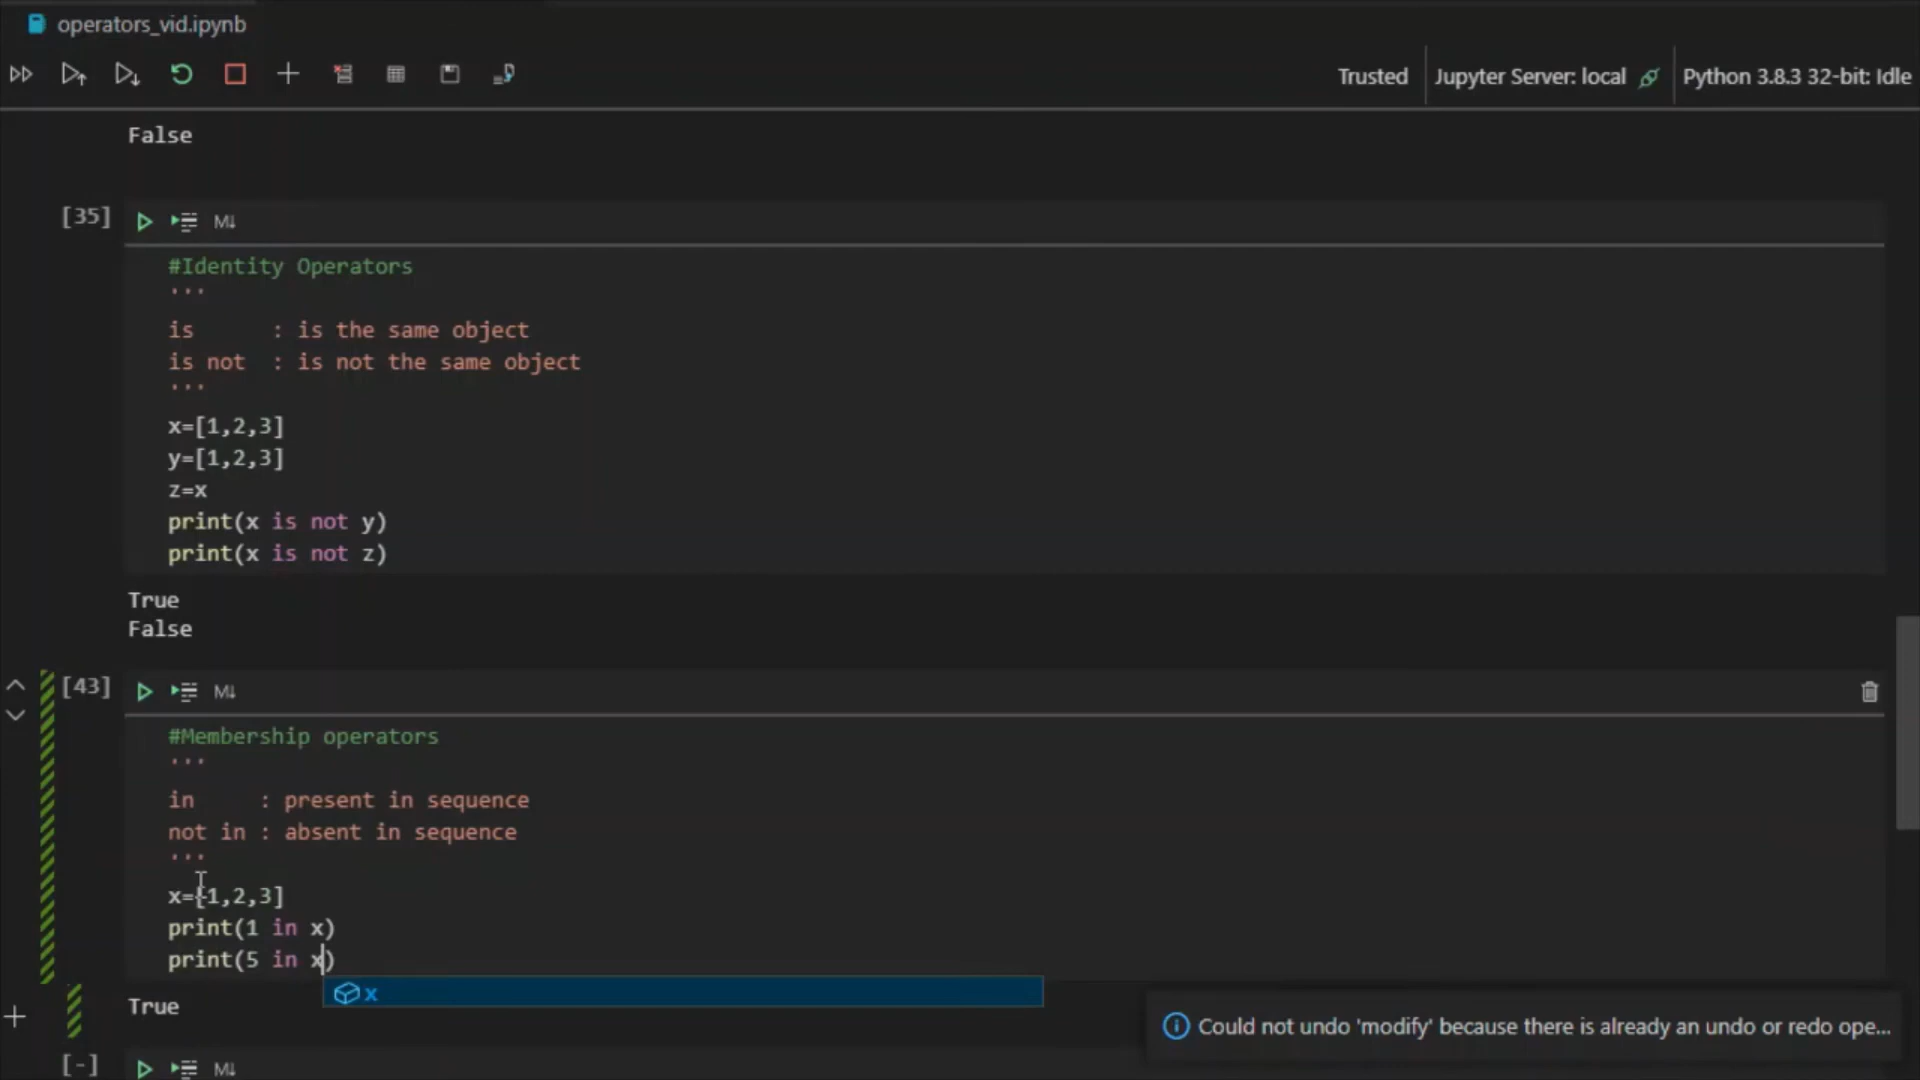 operators_vid.ipynb
Trusted
Jupyter Server: local
Python 3.8.3 32-bit: Idle
False
[35]
M↓
#Identity Operators
'''
is      : is the same object
is not  : is not the same object
'''
x=[1,2,3]
y=[1,2,3]
z=x
print(x is not y)
print(x is not z)
True
False
[43]
M↓
#Membership operators
'''
in     : present in sequence
not in : absent in sequence
'''
x=[1,2,3]
print(1 in x)
print(5 in x)
x
True
Could not undo 'modify' because there is already an undo or redo ope...
[-]
M↓